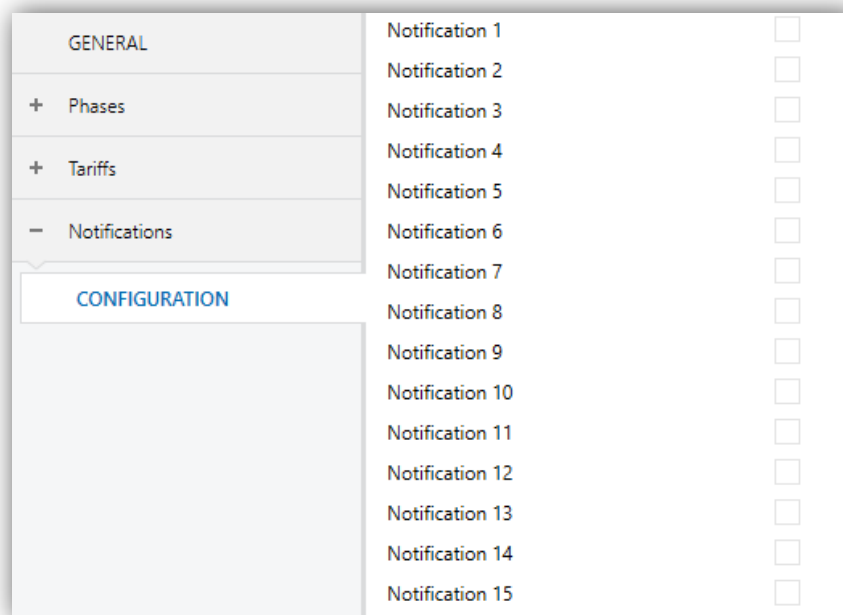 GENERAL
Phases
Tariffs
Notifications
CONFIGURATION
Notification 1
Notification 2
Notification 3
Notification 4
Notification 5
Notification 6
Notification 7
Notification 8
Notification 9
Notification 10
Notification 11
Notification 12
Notification 13
Notification 14
Notification 15